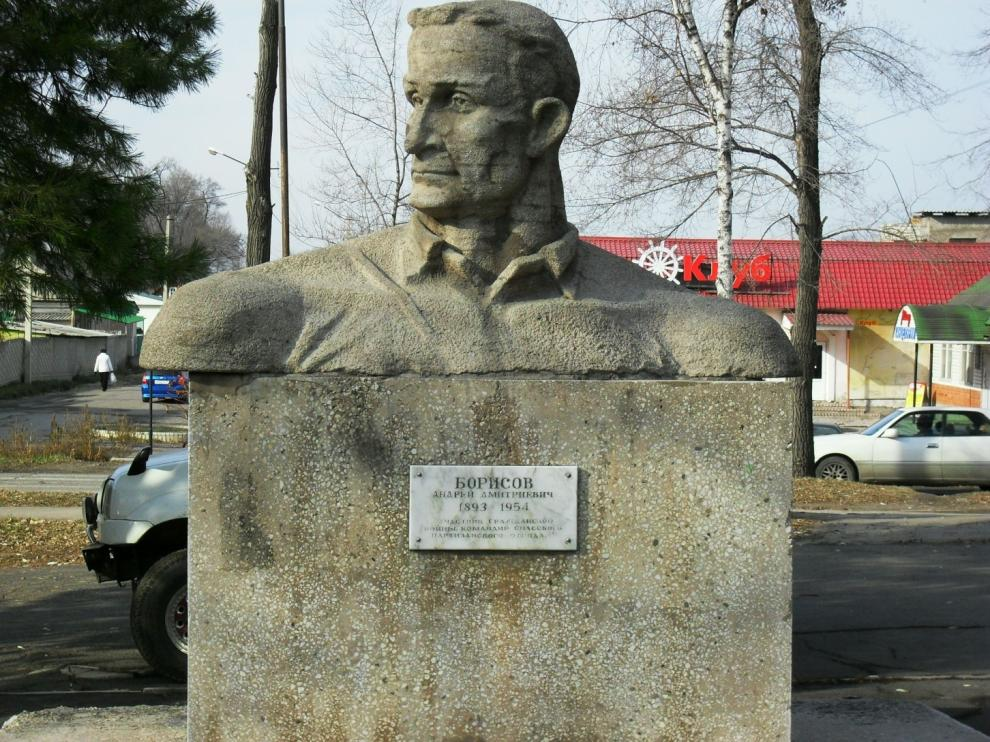 БОРИСОВ
АНДРЕЙ ДМИТРИЕВИЧ
1893 1954
УЧАСТНИК ГРАЖДАНСКОЙ
ВОЙНЫ, КОМАНДИР СПАССКОГО
ПАРТИЗАНСКОГО ОТРЯДА
Клуб